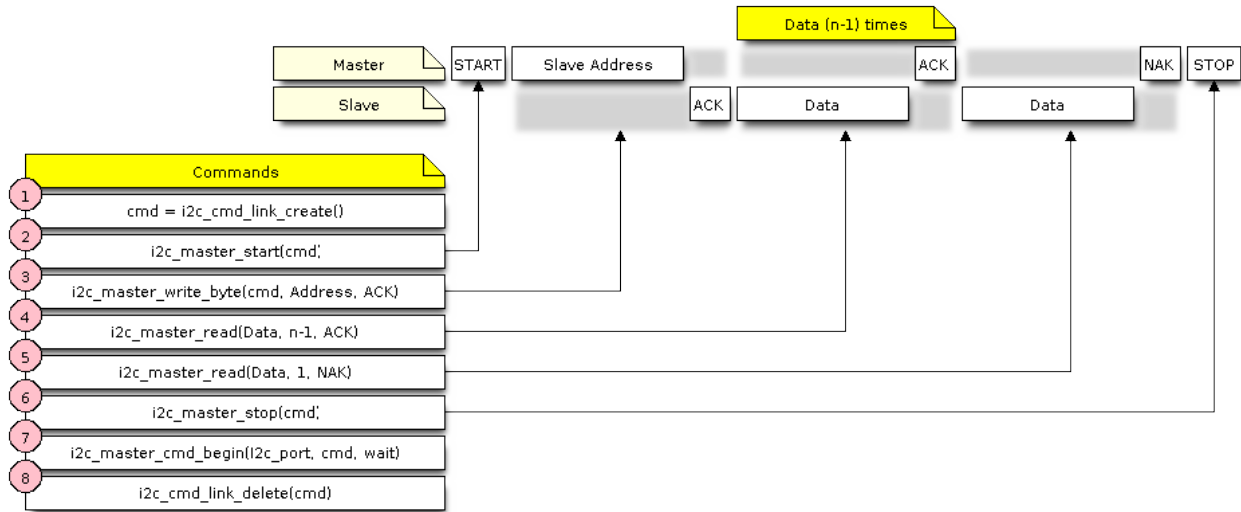 Data (n-1) times
Master START Slave Address ACK NAK STOP
Slave ACK Data Data
Commands
1
cmd = i2c_cmd_link_create()
2
i2c_master_start(cmd;
3
i2c_master_write_byte(cmd, Address, ACK)
4
i2c_master_read(Data, n-1, ACK)
5
i2c_master_read(Data, 1, NAK)
6
i2c_master_stop(cmd;
7
i2c_master_cmd_begin(I2c_port, cmd, wait)
8
i2c_cmd_link_delete(cmd)